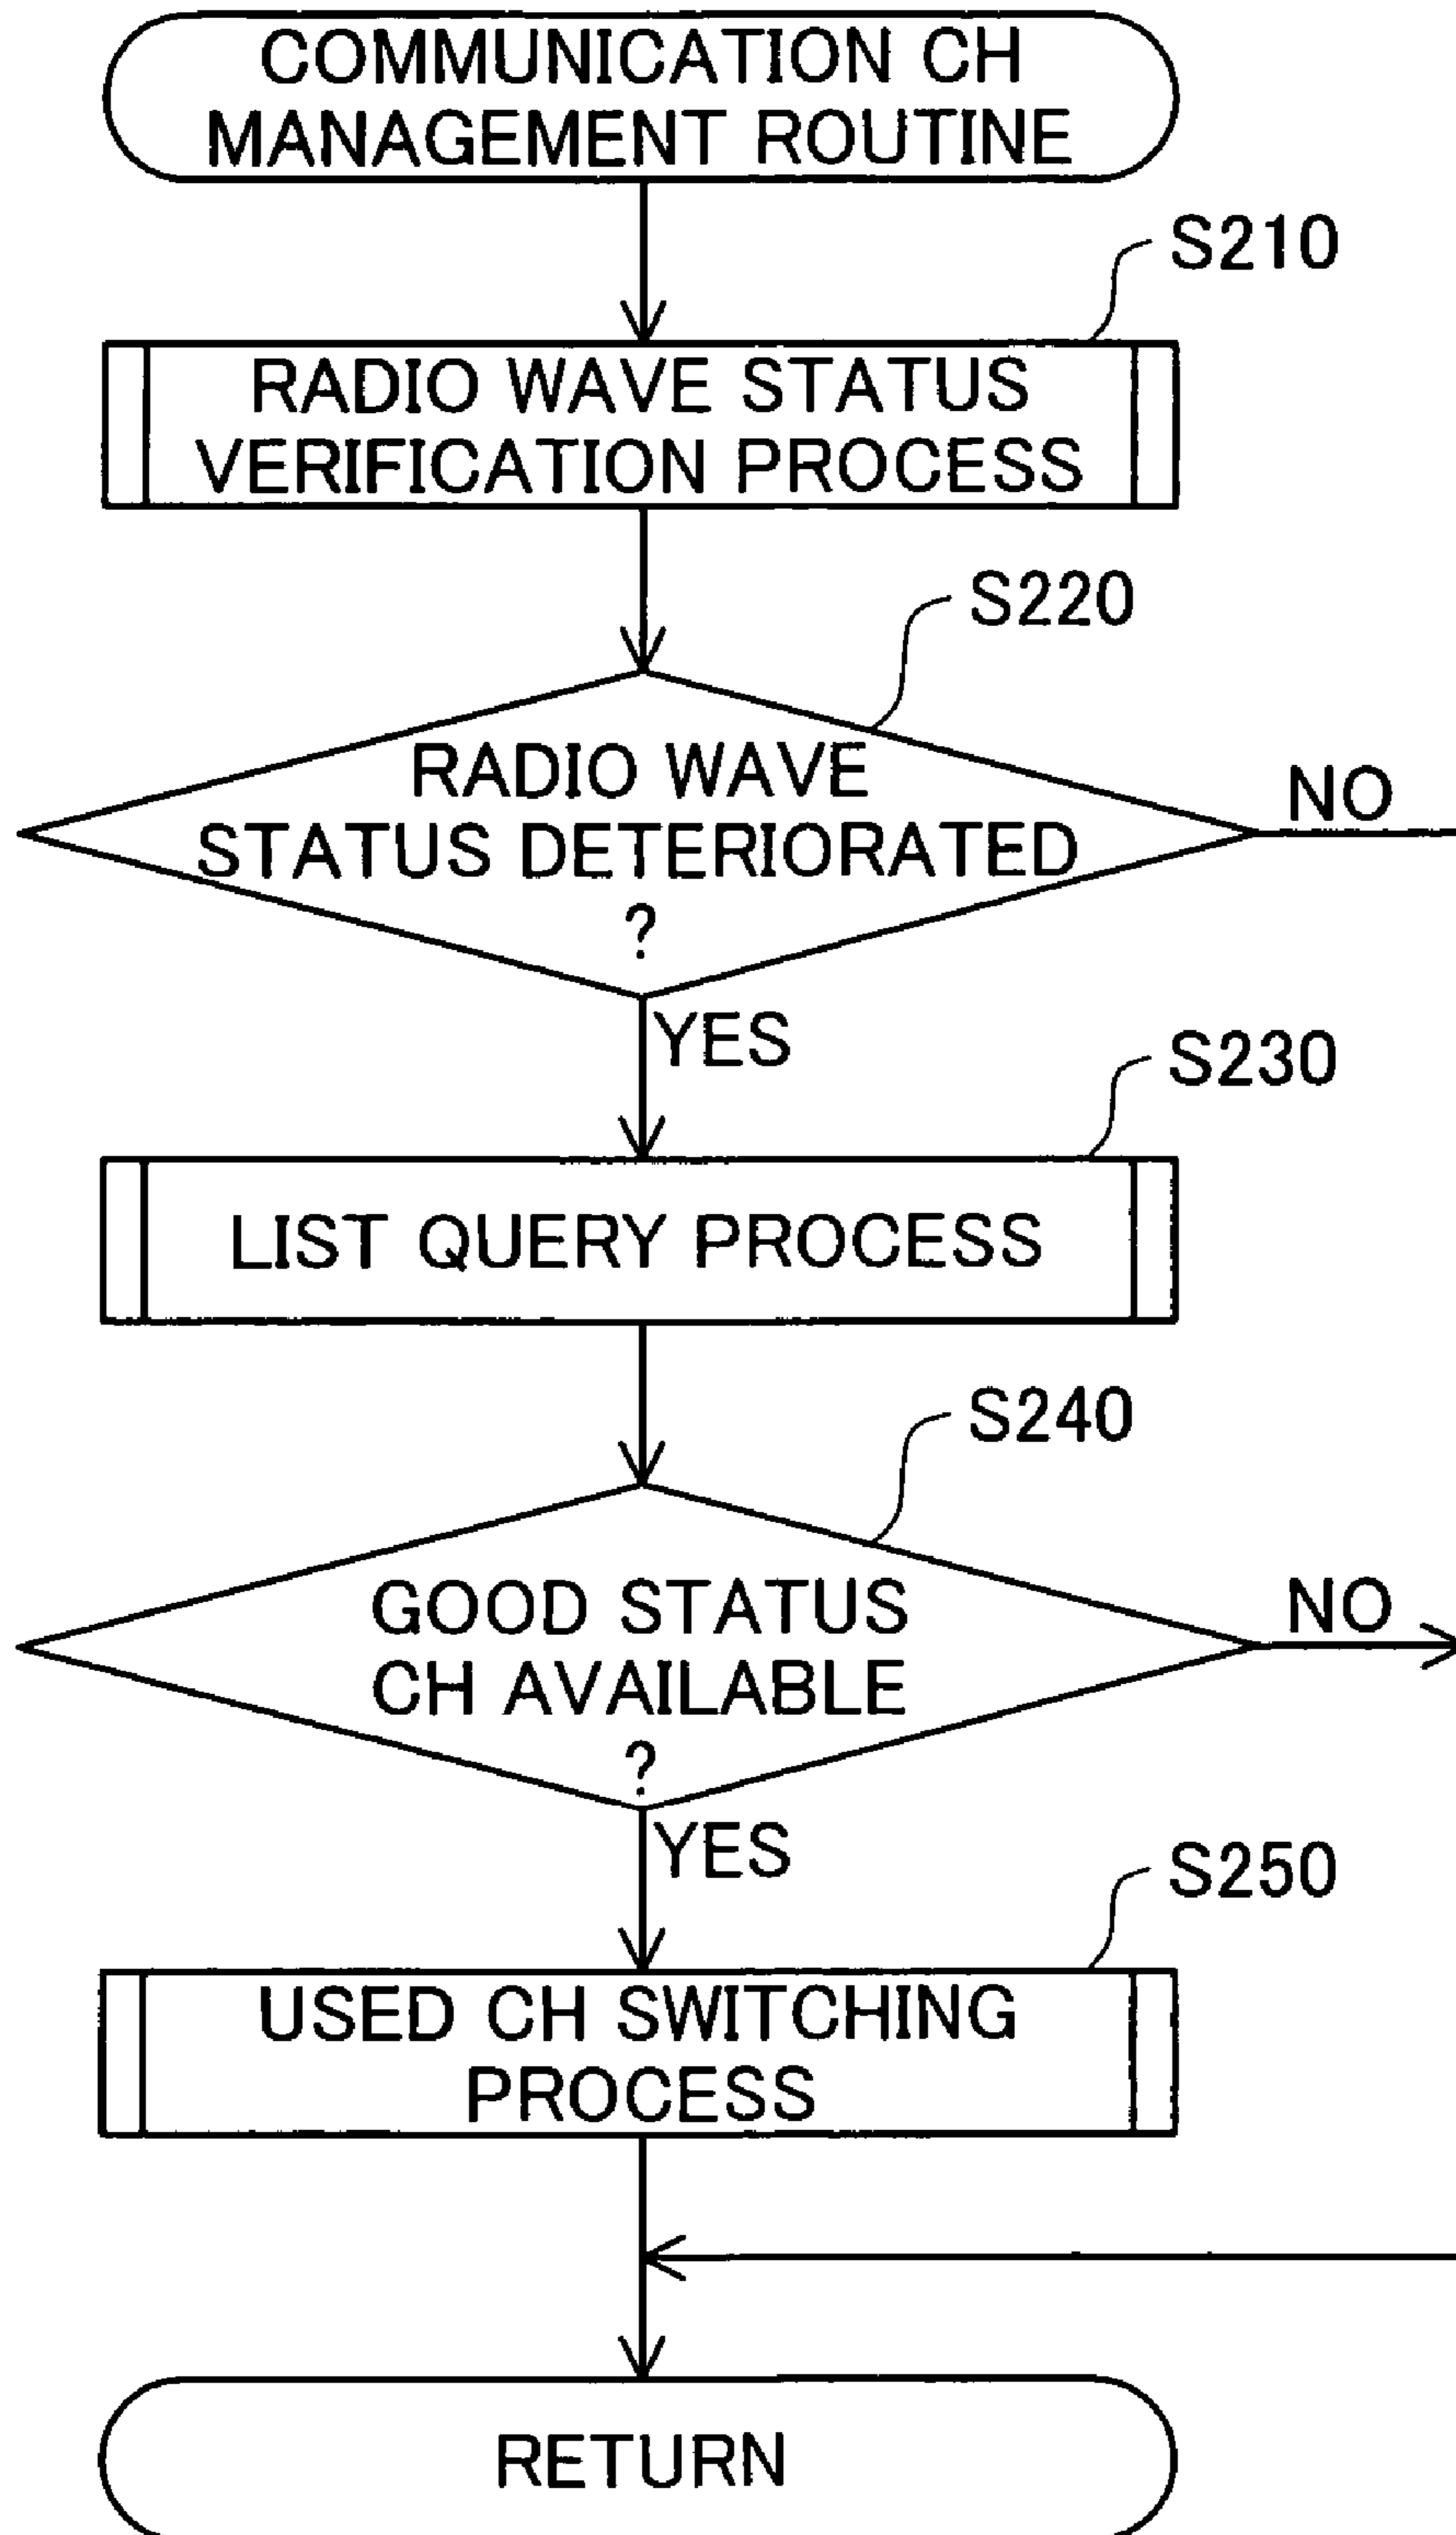 COMMUNICATION CH
MANAGEMENT ROUTINE
S210
RADIO WAVE STATUS
VERIFICATION PROCESS
S220
RADIO WAVE
STATUS DETERIORATED
?
NO
YES
S230
LIST QUERY PROCESS
S240
GOOD STATUS
CH AVAILABLE
?
NO
YES
S250
USED CH SWITCHING
PROCESS
RETURN